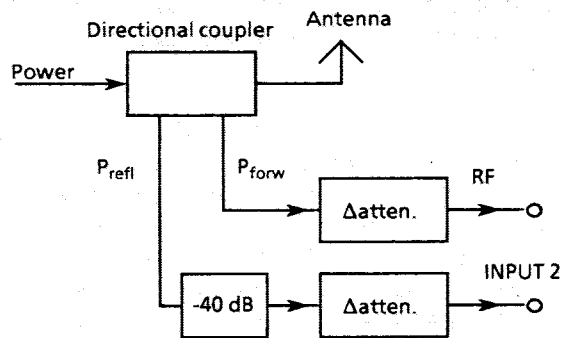 Antenna
Directional coupler
Power
P_refl
P_forw
RF
Δatten.
INPUT 2
-40 dB
Δatten.